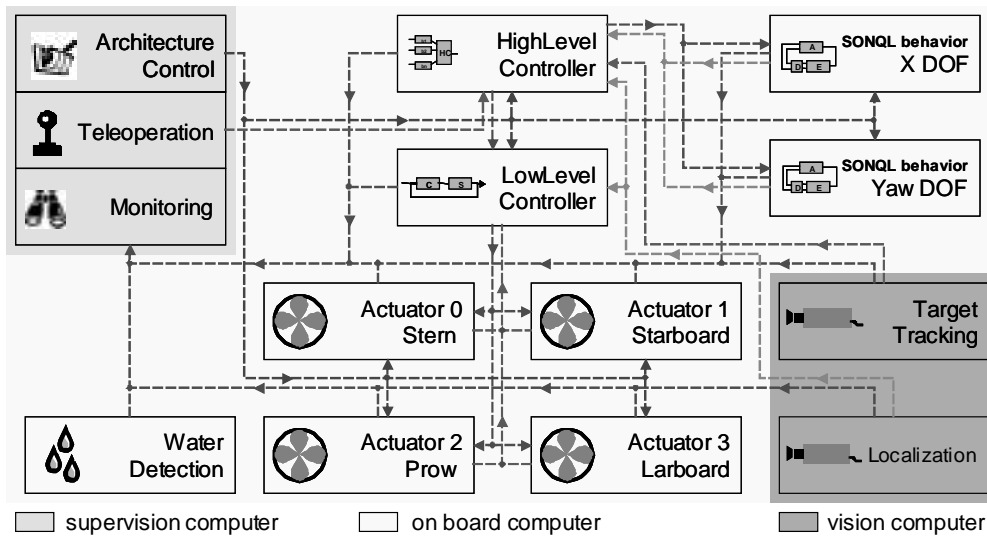 Architecture
Control
Teleoperation
Monitoring
HC
HighLevel
Controller
C S
LowLevel
Controller
A
D E
SONQL behavior
X DOF
A
D E
SONQL behavior
Yaw DOF
Actuator 0
Stern
Actuator 1
Starboard
Target
Tracking
Water
Detection
Actuator 2
Prow
Actuator 3
Larboard
Localization
supervision computer
on board computer
vision computer